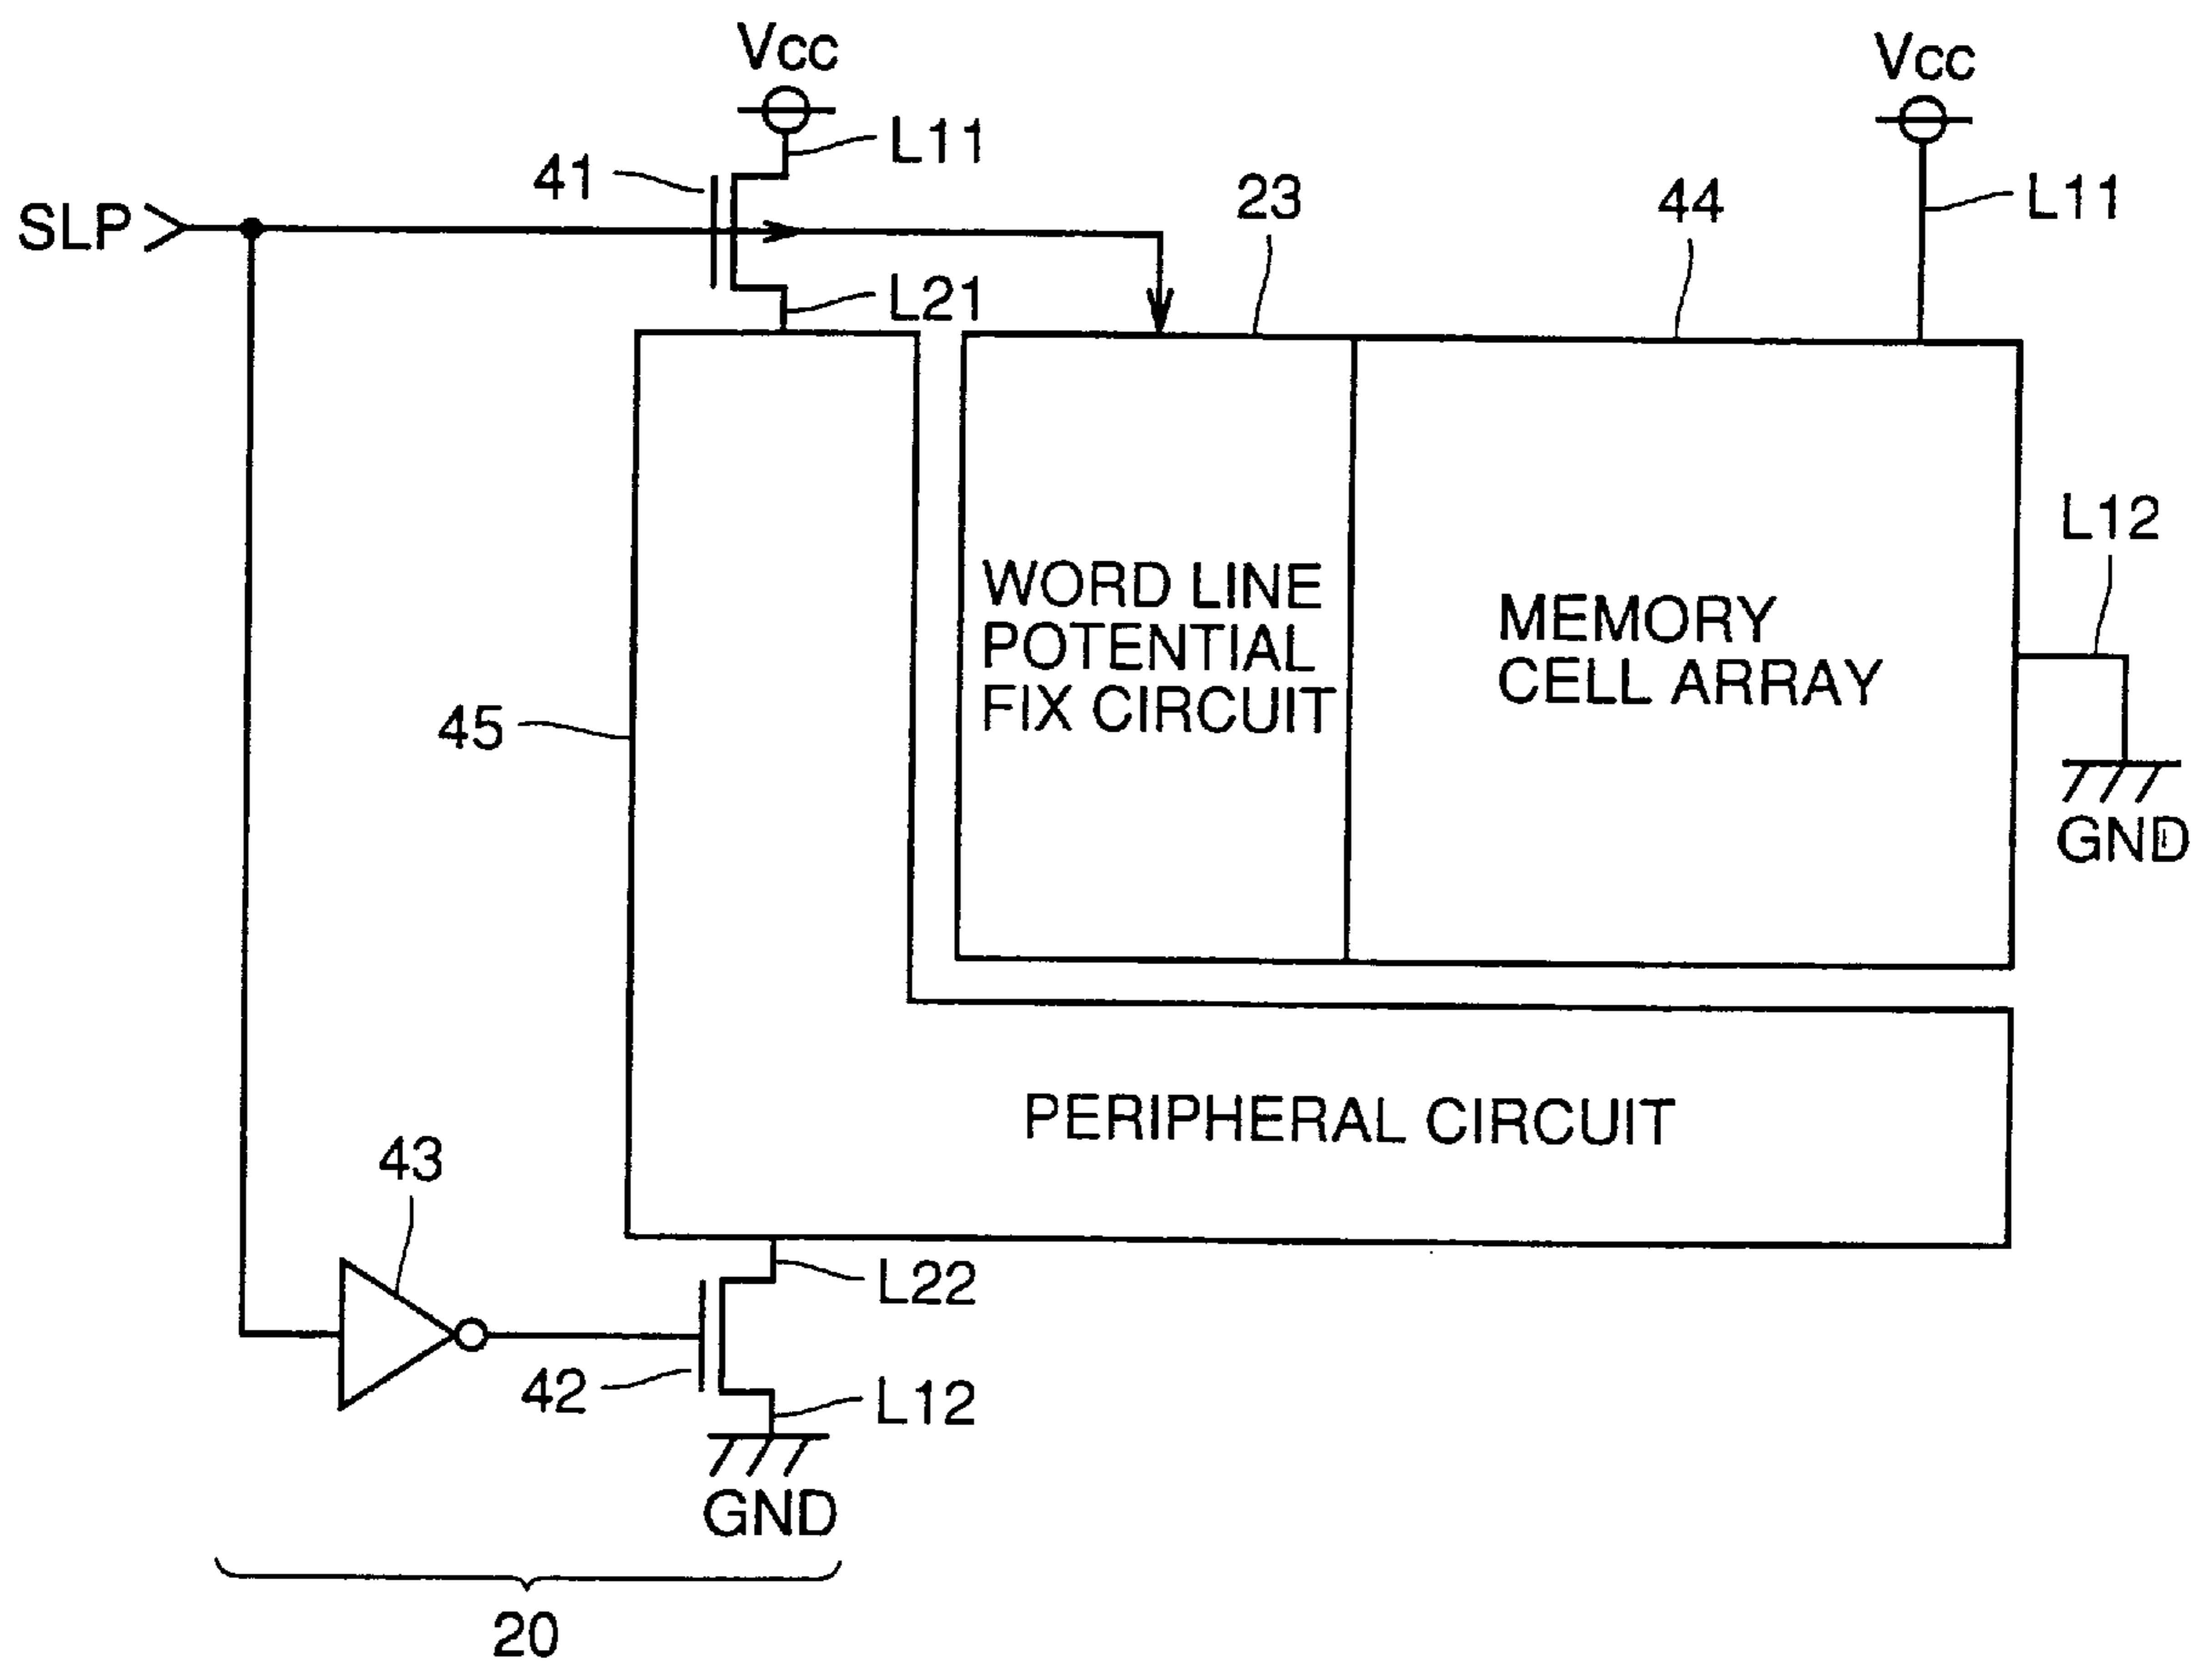 Vcc
Vcc
L11
41
SLP
23
44
L11
L21
L12
WORD LINE
POTENTIAL
FIX CIRCUIT
MEMORY
CELL ARRAY
45
GND
PERIPHERAL CIRCUIT
43
L22
42
L12
GND
20